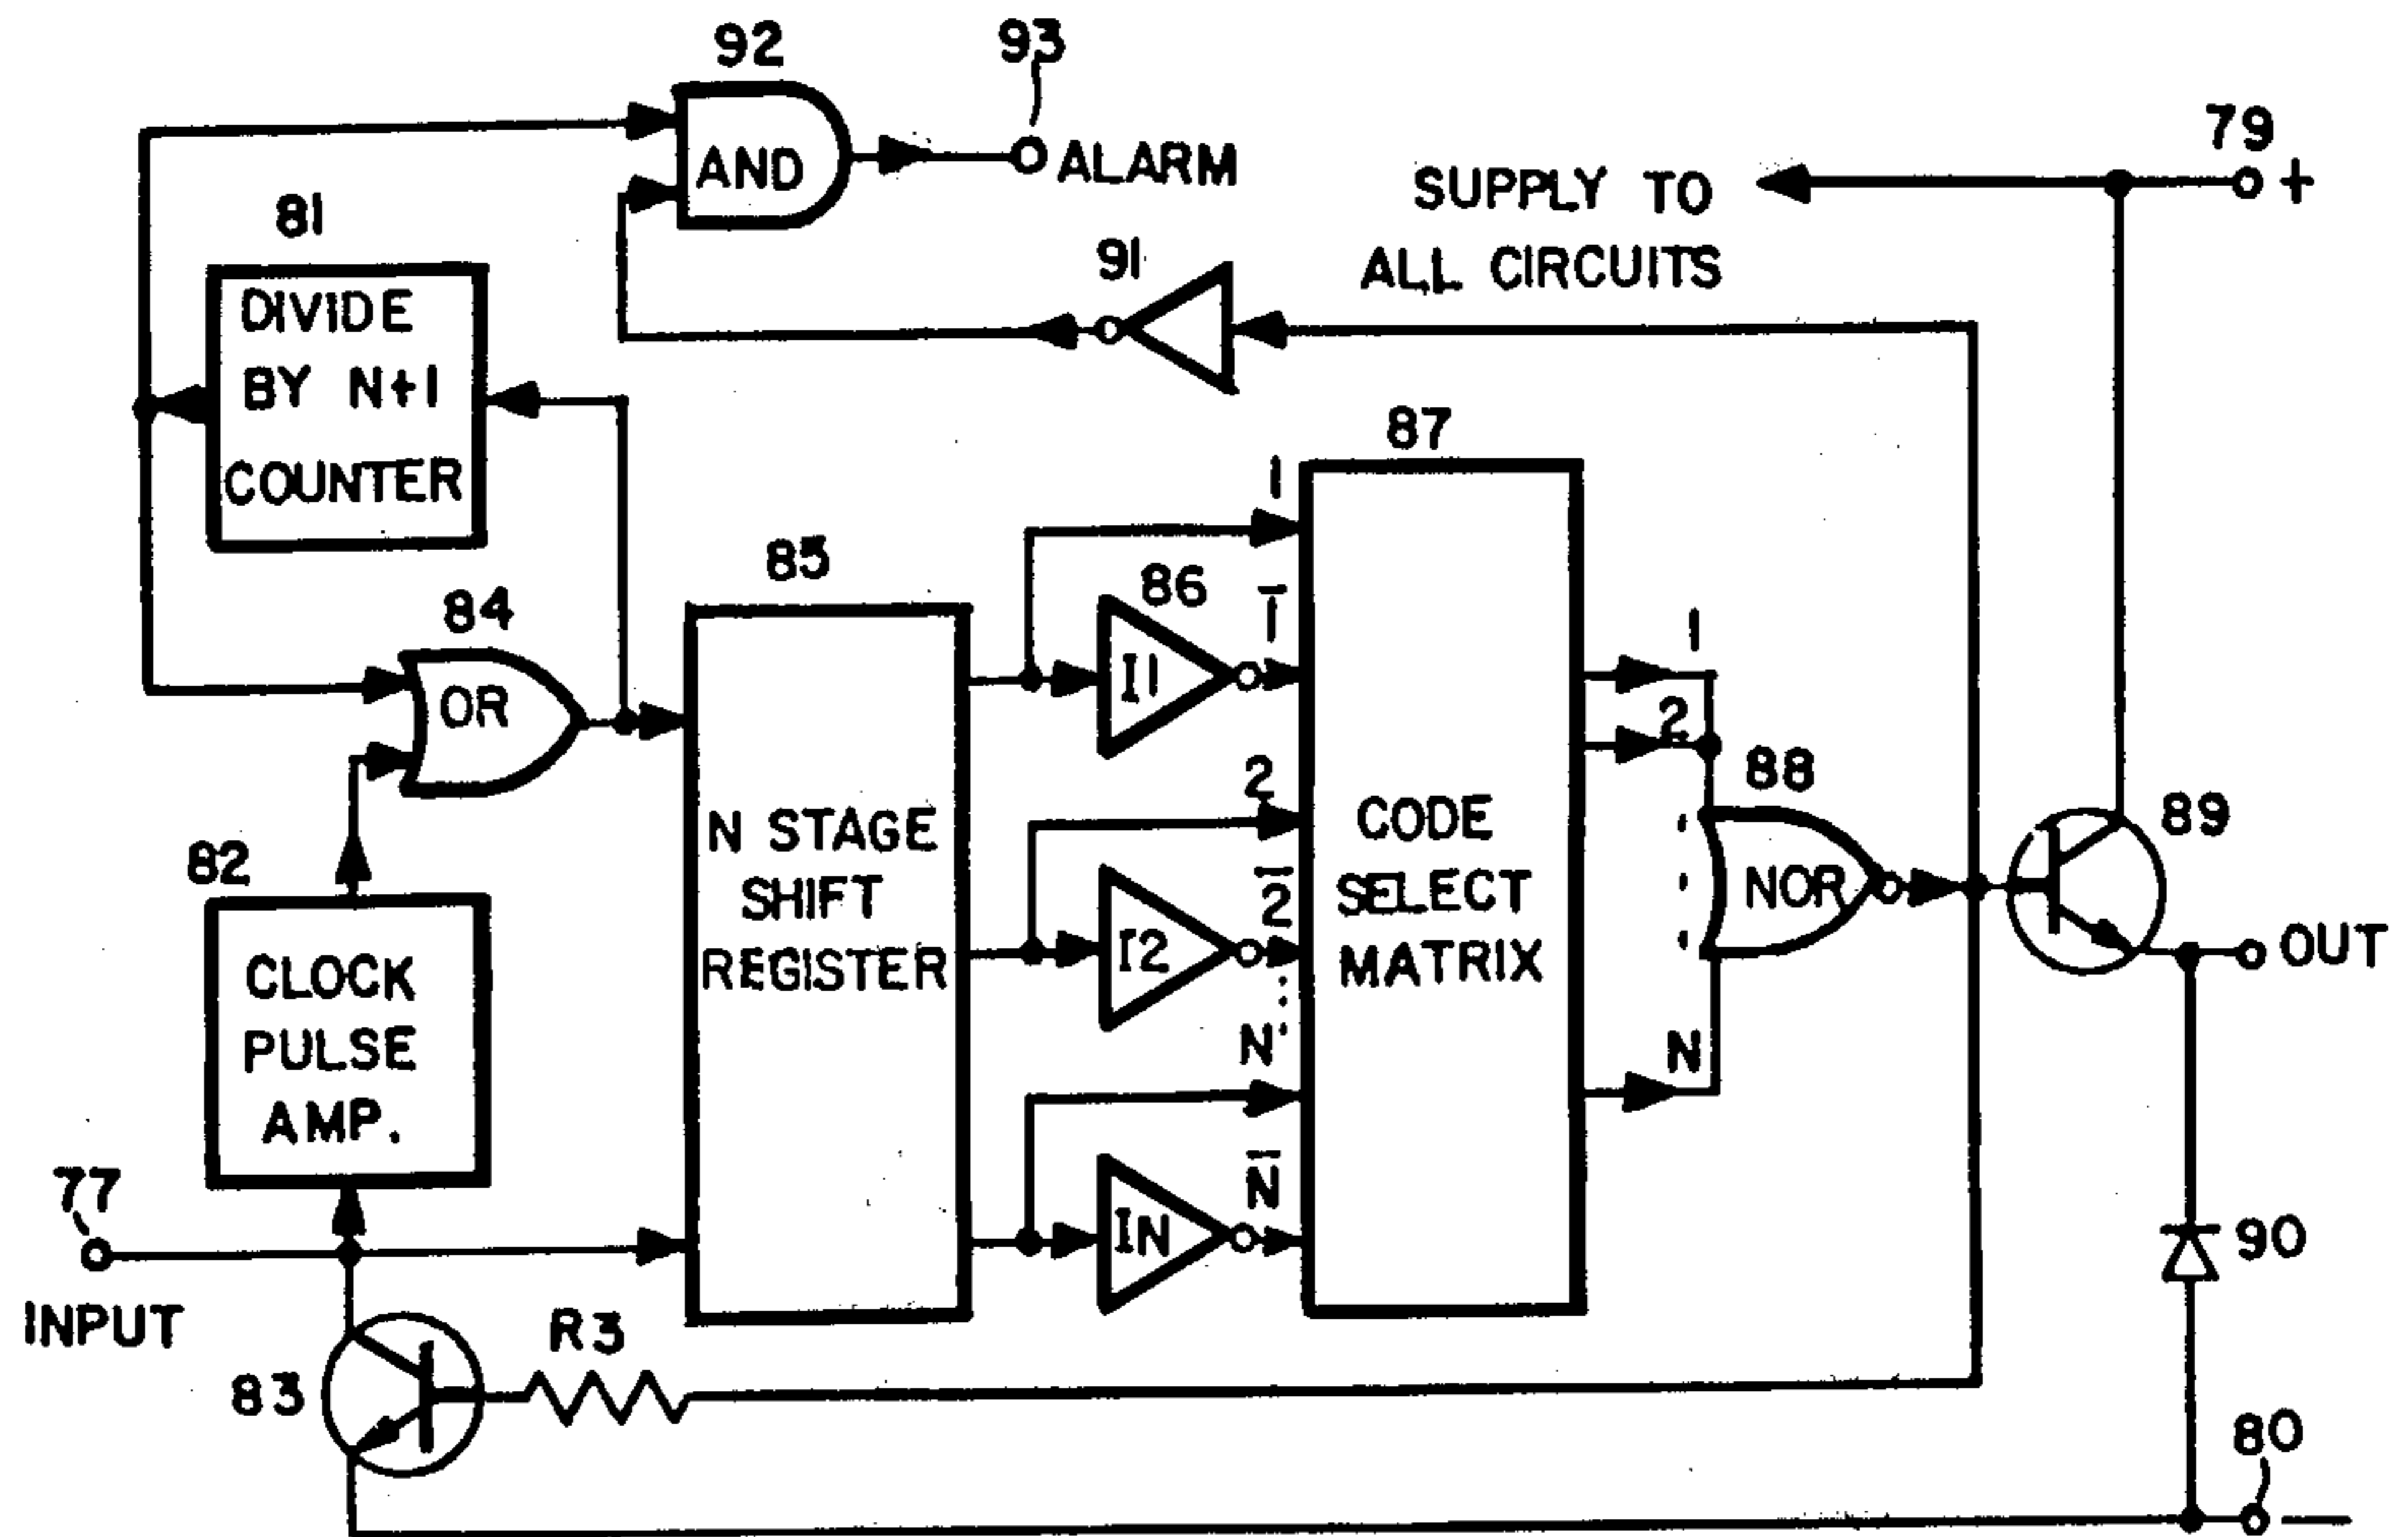 92
93
AND
ALARM
79
+
SUPPLY TO
ALL CIRCUITS
81
91
DIVIDE
BY N+1
COUNTER
87
1
85
86
1̅
I1
84
OR
1
2
2
88
N STAGE
SHIFT
REGISTER
CODE
SELECT
MATRIX
NOR
89
OUT
82
I2
2̅
CLOCK
PULSE
AMP.
N
N
77
INPUT
IN
N̅
90
R3
83
80
—